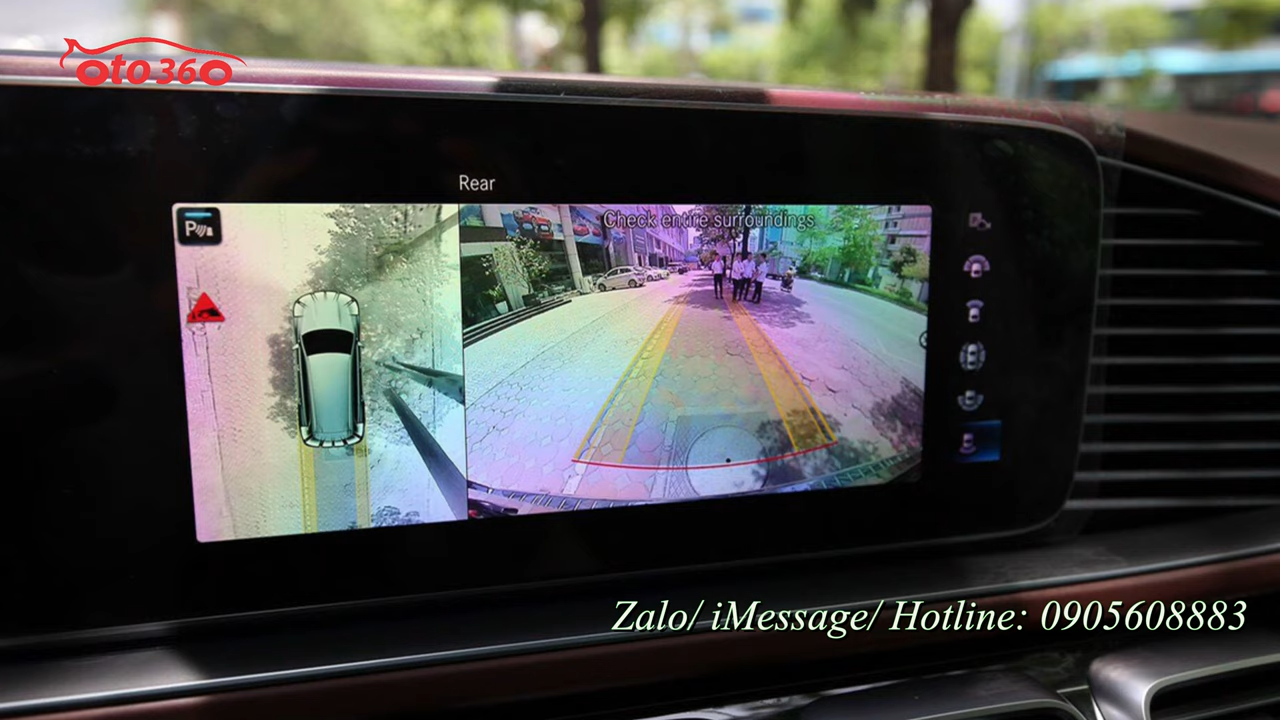 oto360
Rear
P
Check entire surroundings
Zalo/ iMessage/ Hotline: 0905608883